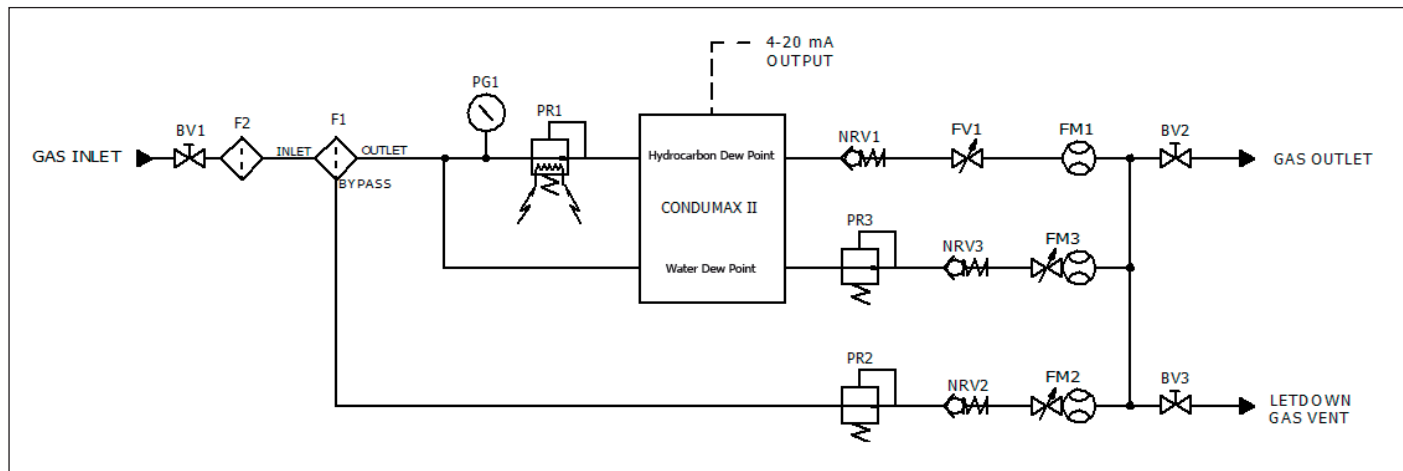 4-20 mA
OUTPUT
PG1
PR1
BV1
F2
F1
NRV1
FV1
FM1
BV2
GAS INLET
INLET
OUTLET
Hydrocarbon Dew Point
GAS OUTLET
BYPASS
CONDUMAX II
PR3
NRV3
FM3
Water Dew Point
PR2
NRV2
FM2
BV3
LETDOWN
GAS VENT